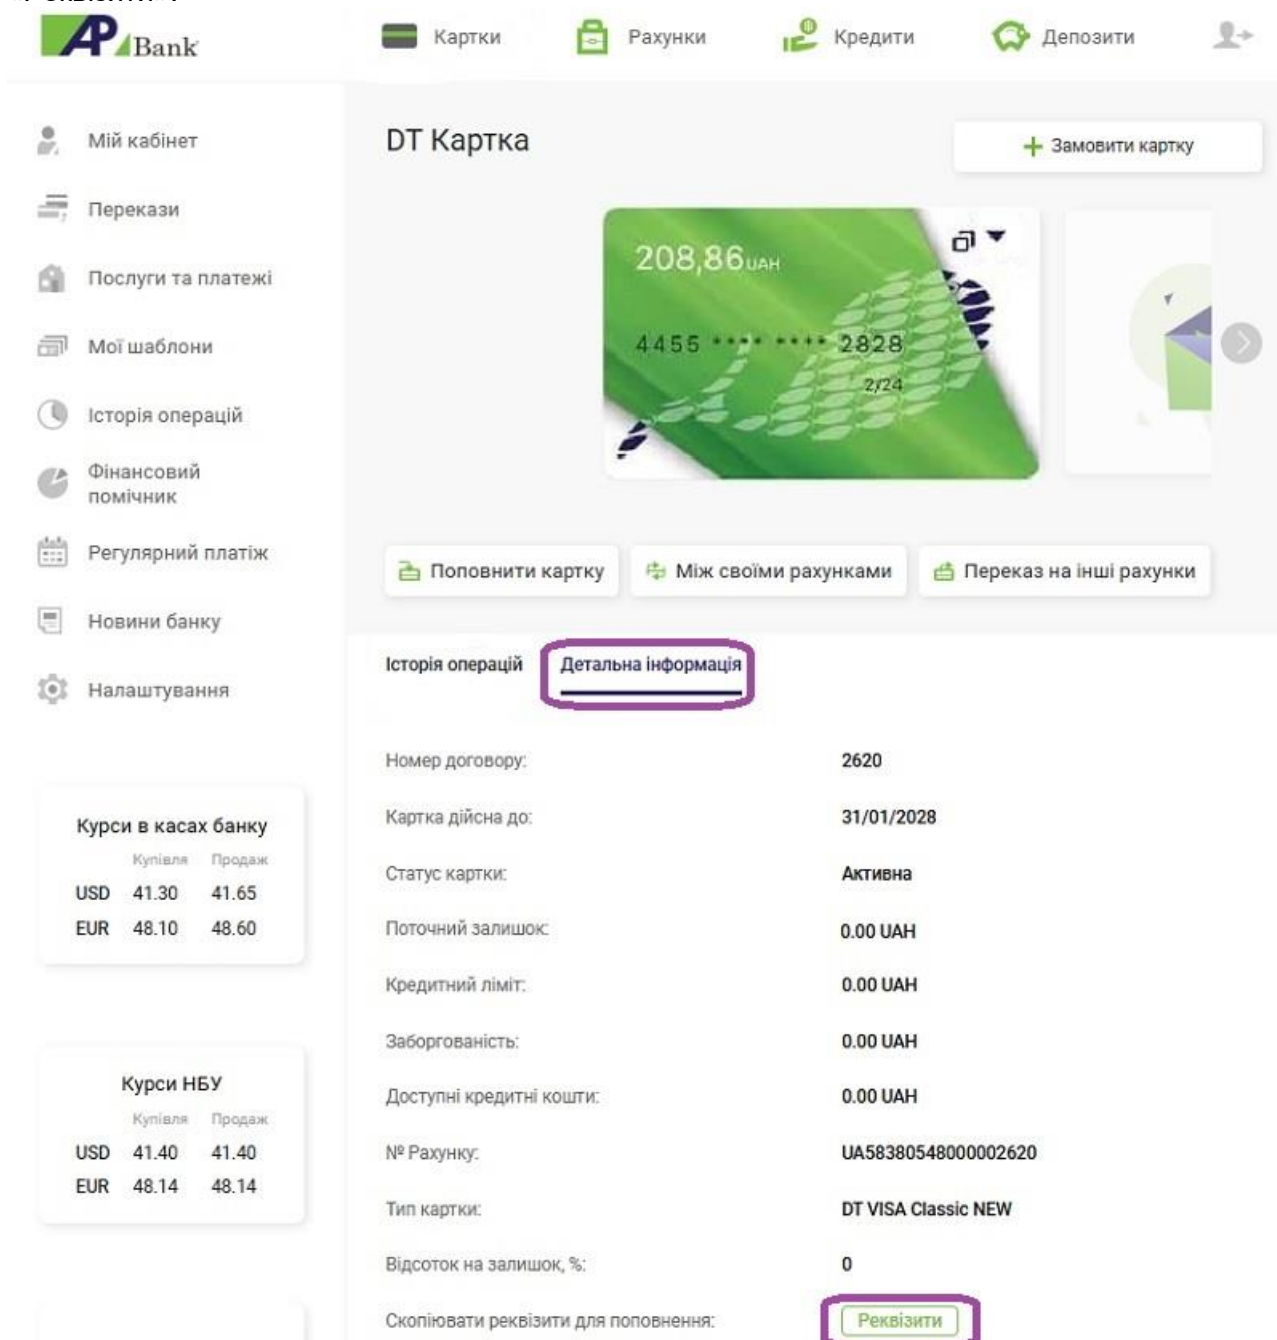 AP Bank
Картки
Рахунки
Кредити
Депозити
Мій кабінет
Перекази
Послуги та платежі
Мої шаблони
Історія операцій
Фінансовий
помічник
Регулярний платіж
Новини банку
Налаштування
Курси в касах банку
Купівля Продаж
USD 41.30 41.65
EUR 48.10 48.60
Курси НБУ
Купівля Продаж
USD 41.40 41.40
EUR 48.14 48.14
DT Картка
+ Замовити картку
208,86 UAH
4455 **** **** 2828
2/24
Поповнити картку
Між своїми рахунками
Переказ на інші рахунки
Історія операцій Детальна інформація
Номер договору: 2620
Картка дійсна до: 31/01/2028
Статус картки: Активна
Поточний залишок: 0.00 UAH
Кредитний ліміт: 0.00 UAH
Заборгованість: 0.00 UAH
Доступні кредитні кошти: 0.00 UAH
№ Рахунку: UA58380548000002620
Тип картки: DT VISA Classic NEW
Відсоток на залишок, %: 0
Скопіювати реквізити для поповнення: Реквізити